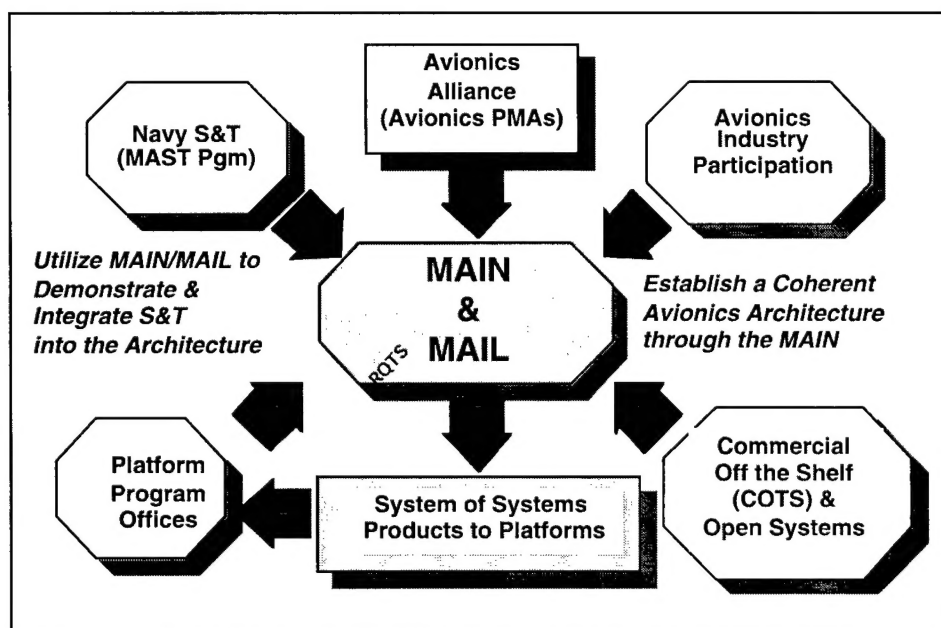 Navy S&T
(MAST Pgm)
Avionics
Alliance
(Avionics PMAs)
Avionics
Industry
Participation
Utilize MAIN/MAIL to
Demonstrate &
Integrate S&T
into the Architecture
MAIN
&
MAIL
RQTS
Establish a Coherent
Avionics Architecture
through the MAIN
Platform
Program
Offices
System of Systems
Products to Platforms
Commercial
Off the Shelf
(COTS) &
Open Systems